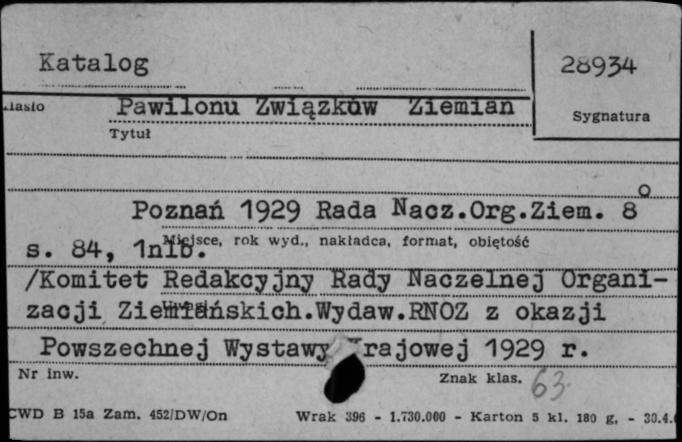 Katalog
28934
Hasło
Pawilonu Związków Ziemian
Sygnatura
Tytuł
Poznań 1929 Rada Nacz.Org.Ziem. 8°
Miejsce, rok wyd., nakładca, format, objętość
s. 84, 1nlb.
/Komitet Redakcyjny Rady Naczelnej Organi-
Uwagi
zacji Ziemiańskich.Wydaw.RNOZ z okazji
Powszechnej Wystawy Krajowej 1929 r.
Nr inw.
Znak klas. 63.
CWD B 15a Zam. 452/DW/On Wrak 396 - 1.730.000 - Karton 5 kl. 180 g. - 30.4.